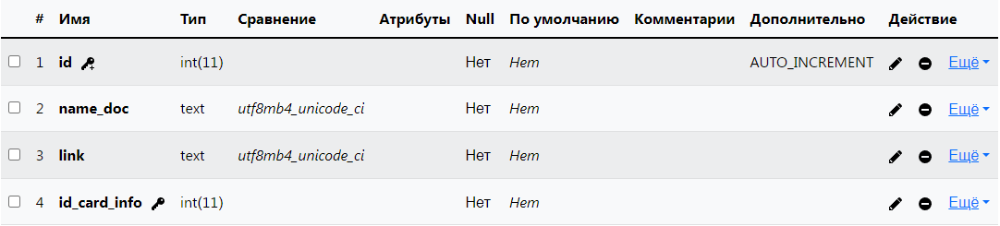 # Имя Тип Сравнение Атрибуты Null По умолчанию Комментарии Дополнительно Действие
1 id int(11) Нет Нет AUTO_INCREMENT Ещё
2 name_doc text utf8mb4_unicode_ci Нет Нет Ещё
3 link text utf8mb4_unicode_ci Нет Нет Ещё
4 id_card_info int(11) Нет Нет Ещё